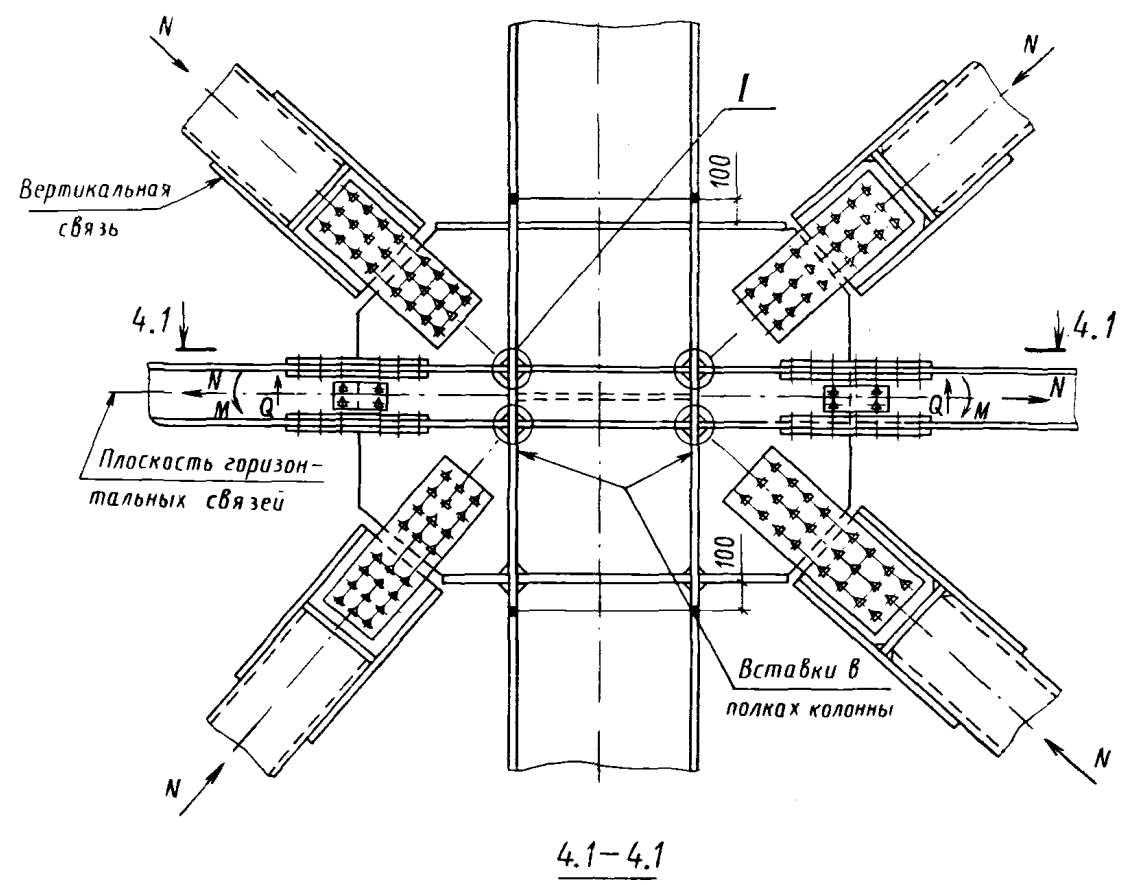 N
N
I
100
Вертикальная
связь
4.1
4.1
N
M
Q
Q
M
N
Плоскость горизон-
тальных связей
100
Вставки в
полках колонны
N
N
4.1–4.1